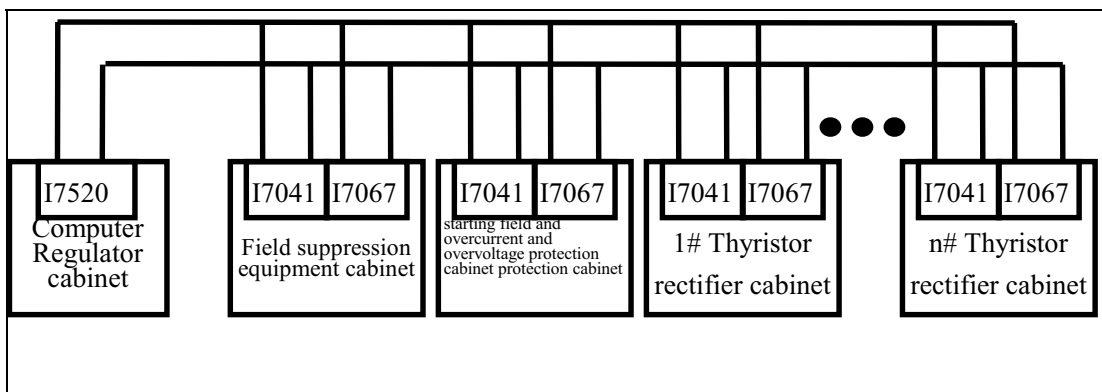 I7520
Computer
Regulator
cabinet
I7041 I7067
Field suppression
equipment cabinet
I7041 I7067
starting field and
overcurrent and
overvoltage protection
cabinet protection cabinet
I7041 I7067
1# Thyristor
rectifier cabinet
I7041 I7067
n# Thyristor
rectifier cabinet